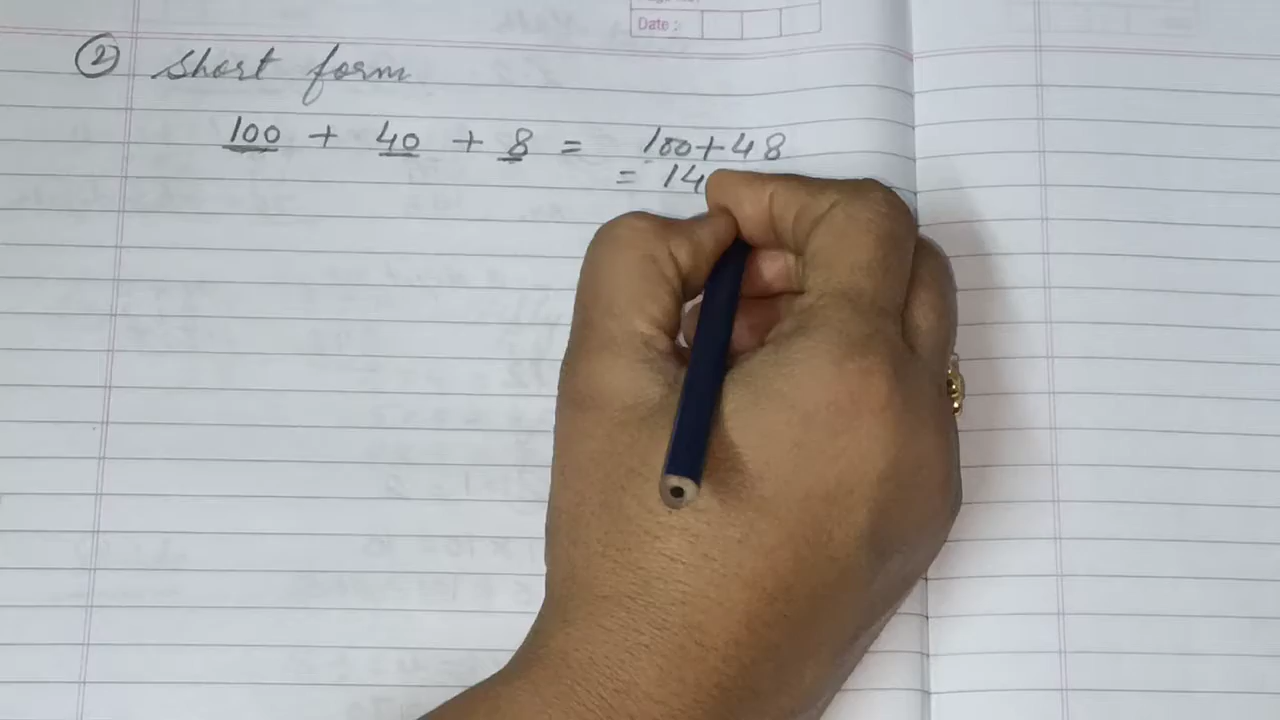 Date :
② Short form
100 + 40 + 8 = 100+48
= 14